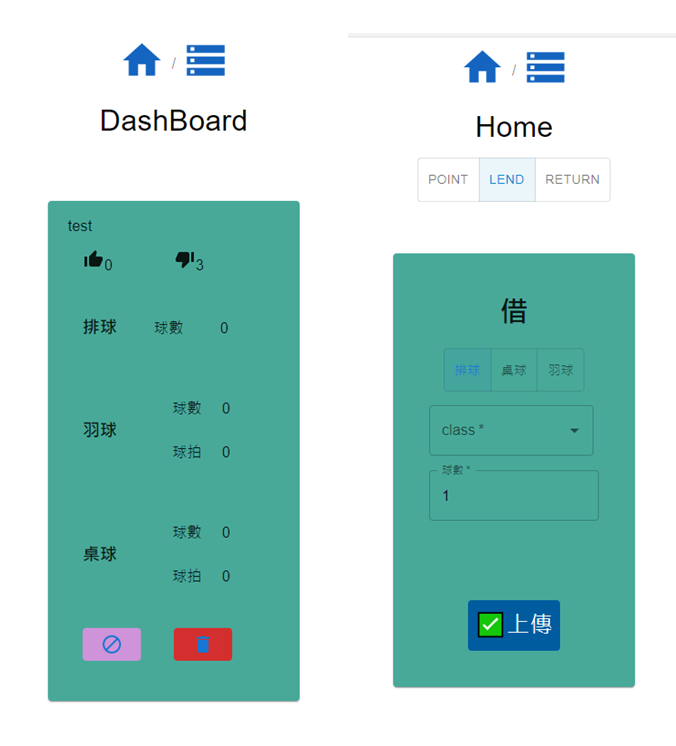 /
DashBoard
test
0 3
排球 球數 0
羽球
球數 0
球拍 0
桌球
球數 0
球拍 0
/
Home
POINT LEND RETURN
借
排球 桌球 羽球
class *
球數 *
1
上傳